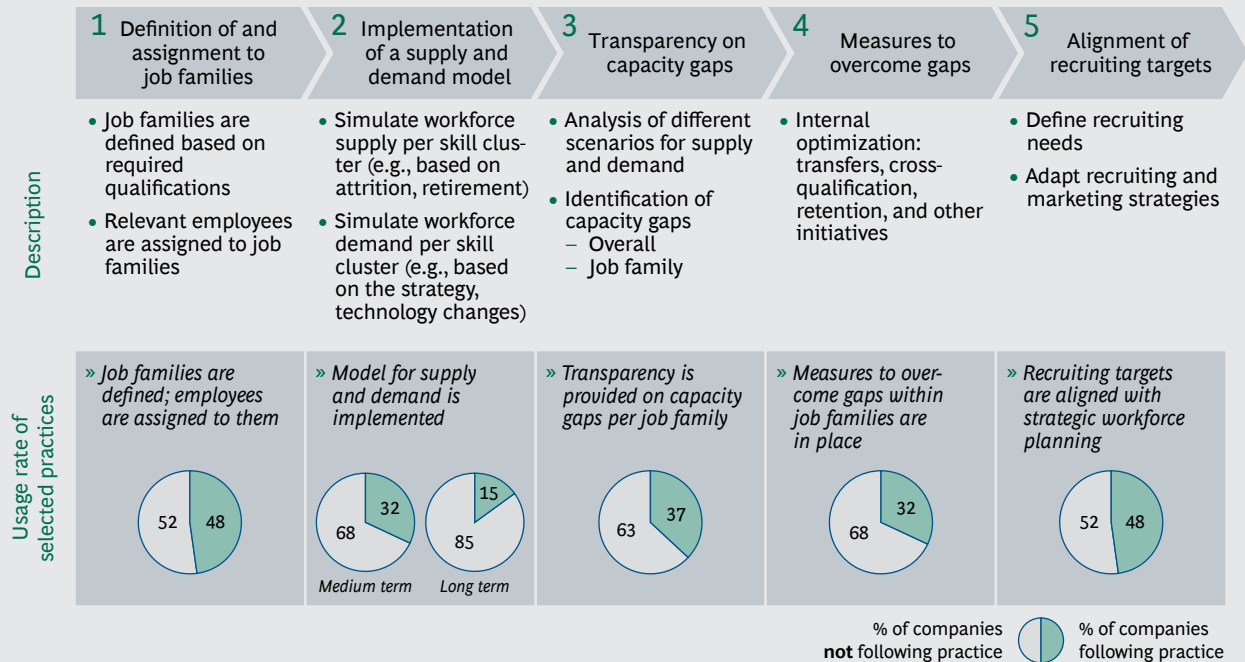 1 Definition of and
assignment to
job families
2 Implementation
of a supply and
demand model
3 Transparency on
capacity gaps
4 Measures to
overcome gaps
5 Alignment of
recruiting targets
Description
• Job families are
defined based on
required
qualifications
• Relevant employees
are assigned to job
families
• Simulate workforce
supply per skill clus-
ter (e.g., based on
attrition, retirement)
• Simulate workforce
demand per skill
cluster (e.g., based
on the strategy,
technology changes)
• Analysis of different
scenarios for supply
and demand
• Identification of
capacity gaps
– Overall
– Job family
• Internal
optimization:
transfers, cross-
qualification,
retention, and other
initiatives
• Define recruiting
needs
• Adapt recruiting and
marketing strategies
Usage rate of
selected practices
» Job families are
defined; employees
are assigned to them
52 48
» Model for supply
and demand is
implemented
68 32
Medium term
85 15
Long term
» Transparency is
provided on capacity
gaps per job family
63 37
» Measures to over-
come gaps within
job families are
in place
68 32
» Recruiting targets
are aligned with
strategic workforce
planning
52 48
% of companies
not following practice
% of companies
following practice